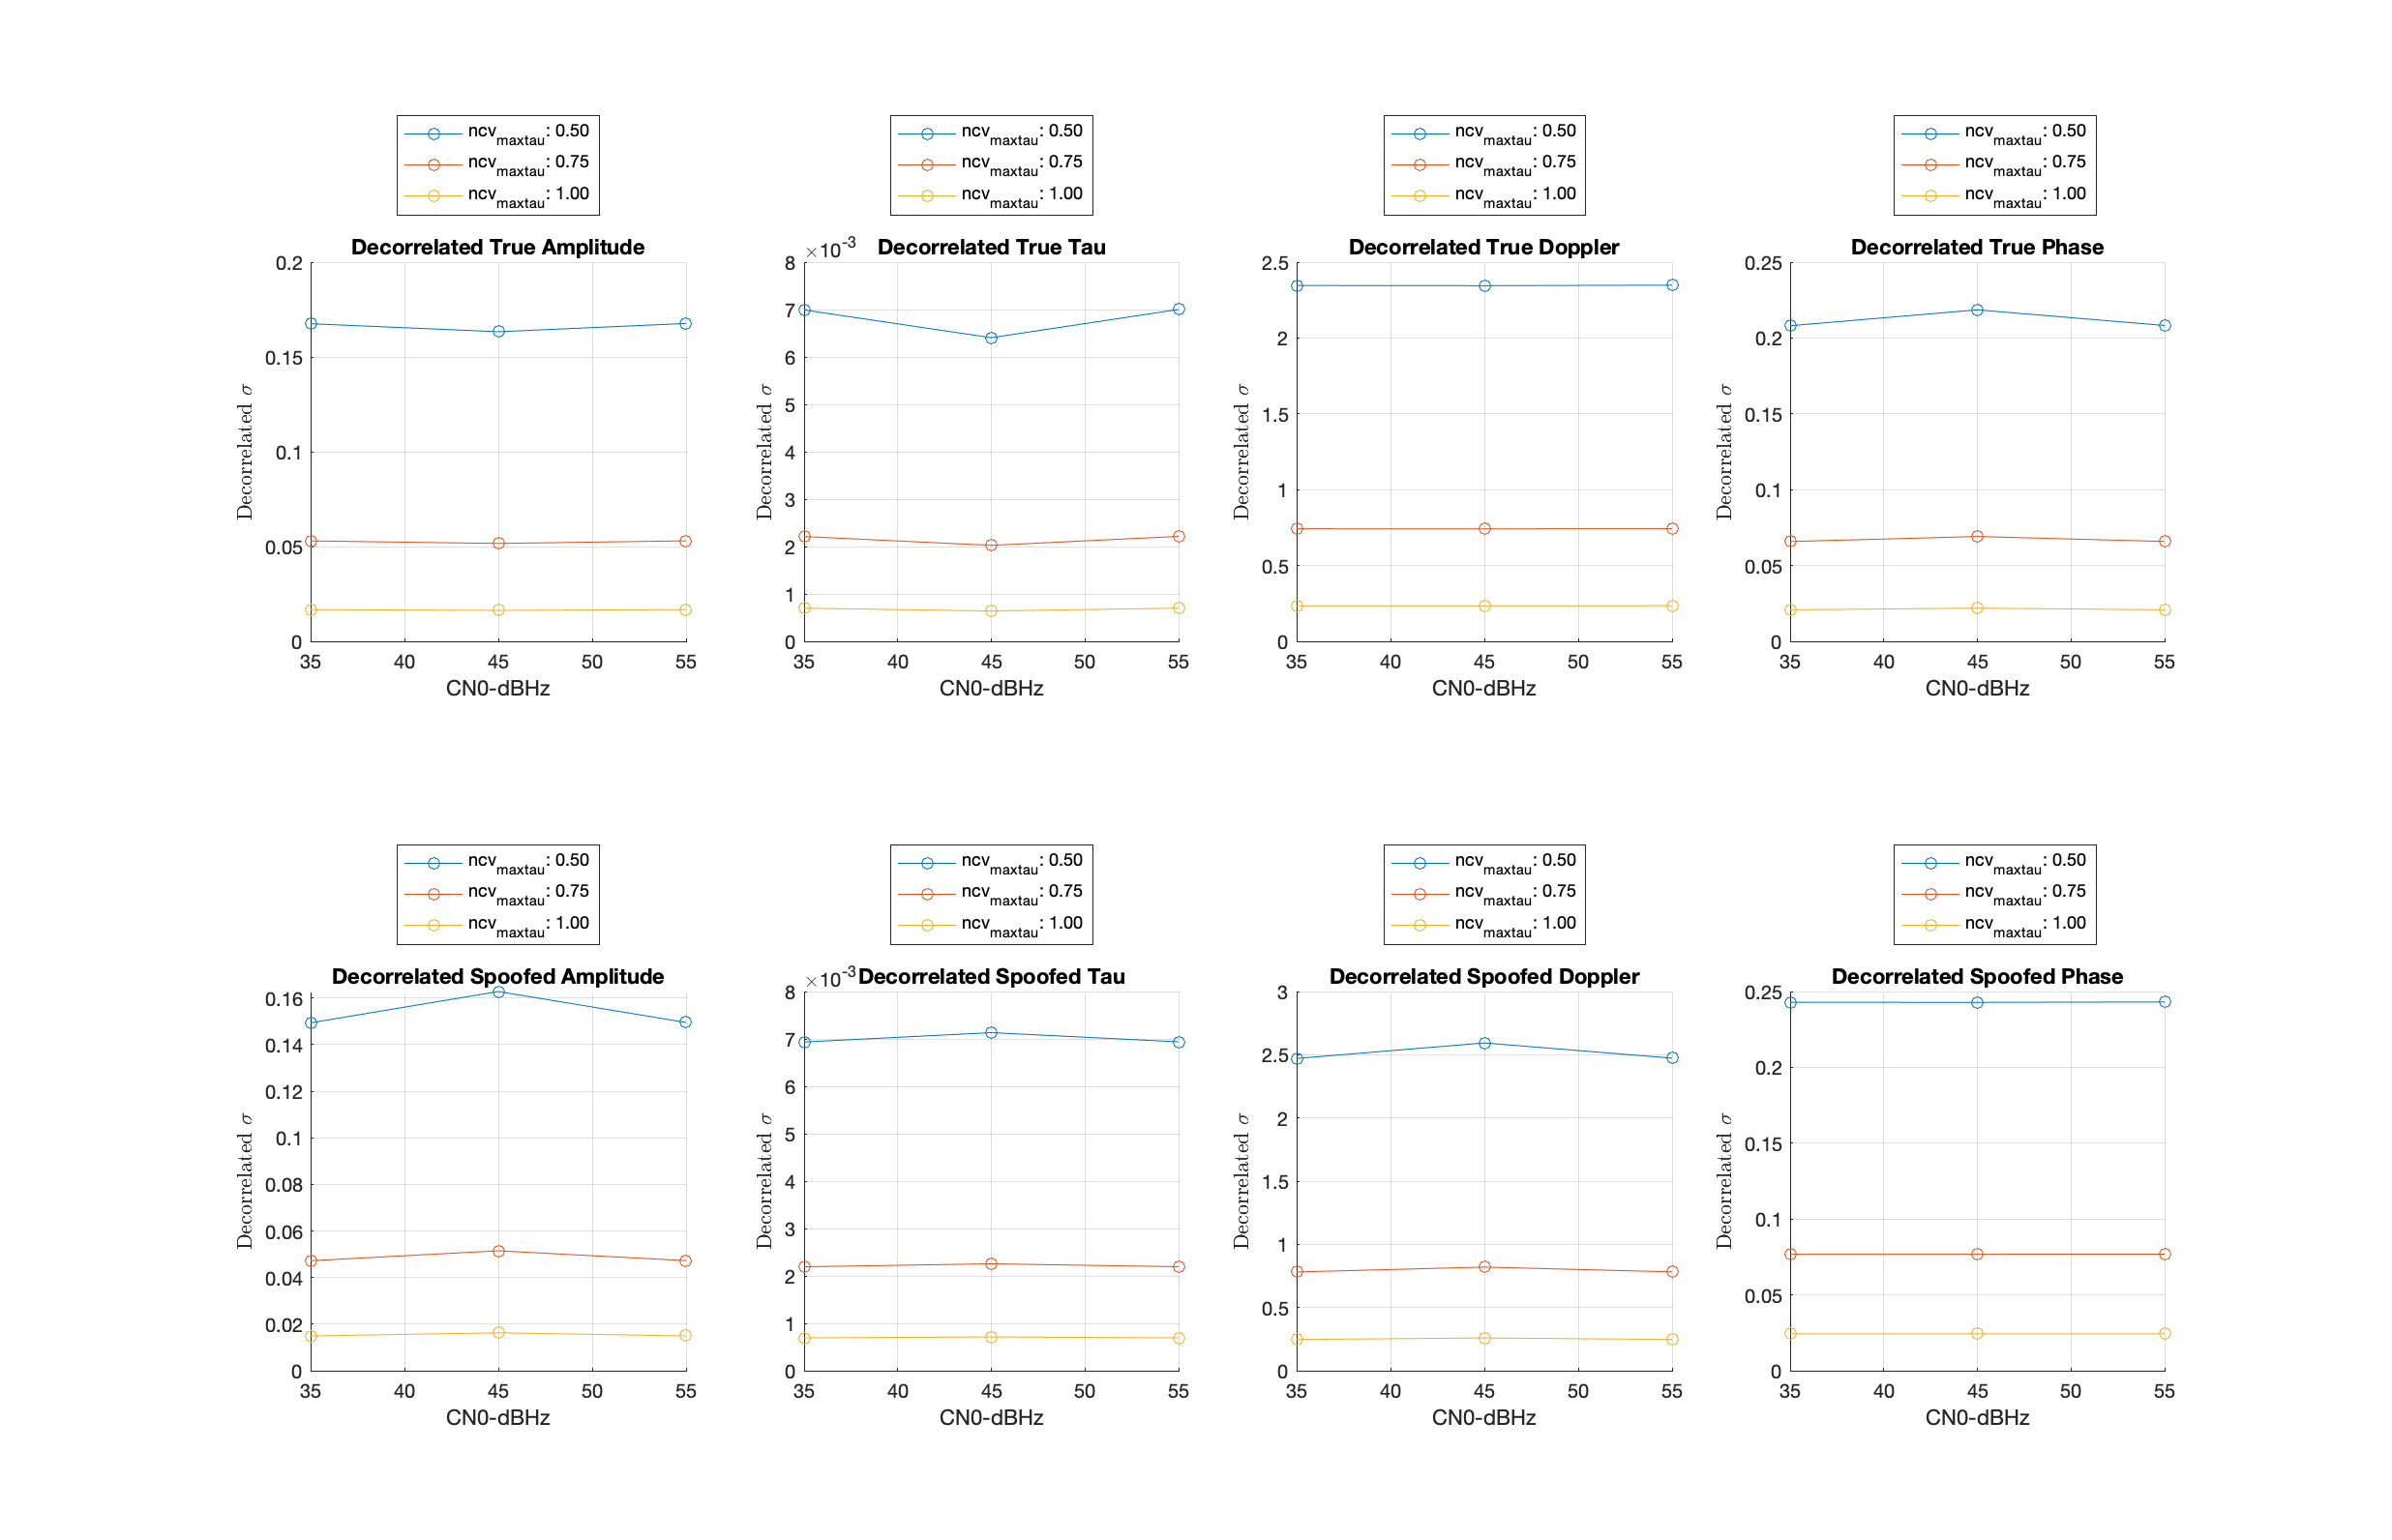 ncv_maxtau: 0.50
ncv_maxtau: 0.75
ncv_maxtau: 1.00
Decorrelated True Amplitude
0.2
0.15
0.1
0.05
0
Decorrelated σ
35 40 45 50 55
CN0-dBHz
ncv_maxtau: 0.50
ncv_maxtau: 0.75
ncv_maxtau: 1.00
×10^-3
Decorrelated True Tau
8
7
6
5
4
3
2
1
0
Decorrelated σ
35 40 45 50 55
CN0-dBHz
ncv_maxtau: 0.50
ncv_maxtau: 0.75
ncv_maxtau: 1.00
Decorrelated True Doppler
2.5
2
1.5
1
0.5
0
Decorrelated σ
35 40 45 50 55
CN0-dBHz
ncv_maxtau: 0.50
ncv_maxtau: 0.75
ncv_maxtau: 1.00
Decorrelated True Phase
0.25
0.2
0.15
0.1
0.05
0
Decorrelated σ
35 40 45 50 55
CN0-dBHz
ncv_maxtau: 0.50
ncv_maxtau: 0.75
ncv_maxtau: 1.00
Decorrelated Spoofed Amplitude
0.16
0.14
0.12
0.1
0.08
0.06
0.04
0.02
0
Decorrelated σ
35 40 45 50 55
CN0-dBHz
ncv_maxtau: 0.50
ncv_maxtau: 0.75
ncv_maxtau: 1.00
×10^-3
Decorrelated Spoofed Tau
8
7
6
5
4
3
2
1
0
Decorrelated σ
35 40 45 50 55
CN0-dBHz
ncv_maxtau: 0.50
ncv_maxtau: 0.75
ncv_maxtau: 1.00
Decorrelated Spoofed Doppler
3
2.5
2
1.5
1
0.5
0
Decorrelated σ
35 40 45 50 55
CN0-dBHz
ncv_maxtau: 0.50
ncv_maxtau: 0.75
ncv_maxtau: 1.00
Decorrelated Spoofed Phase
0.25
0.2
0.15
0.1
0.05
0
Decorrelated σ
35 40 45 50 55
CN0-dBHz